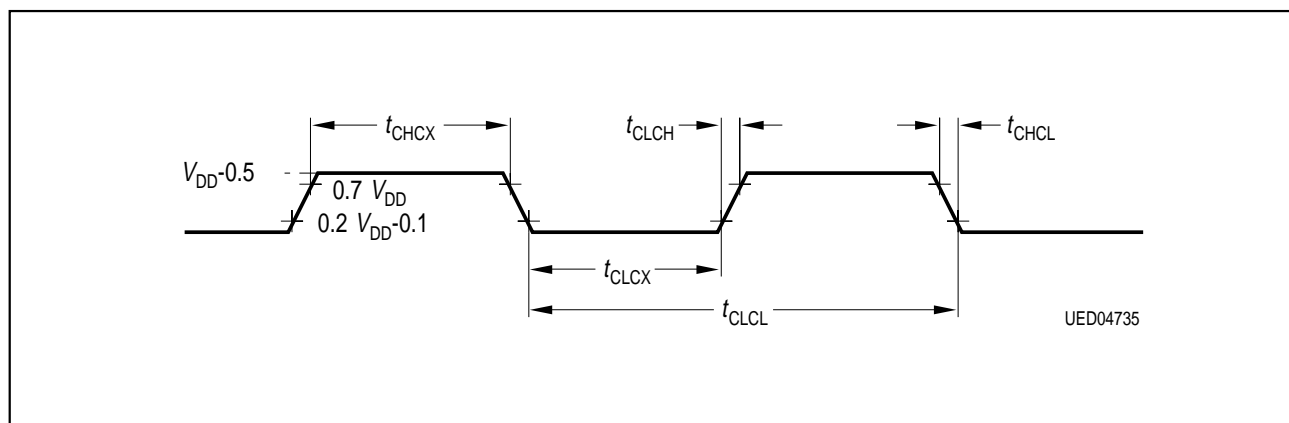 tCHCX
tCLCH
tCHCL
VDD-0.5
0.7 VDD
0.2 VDD-0.1
tCLCX
tCLCL
UED04735